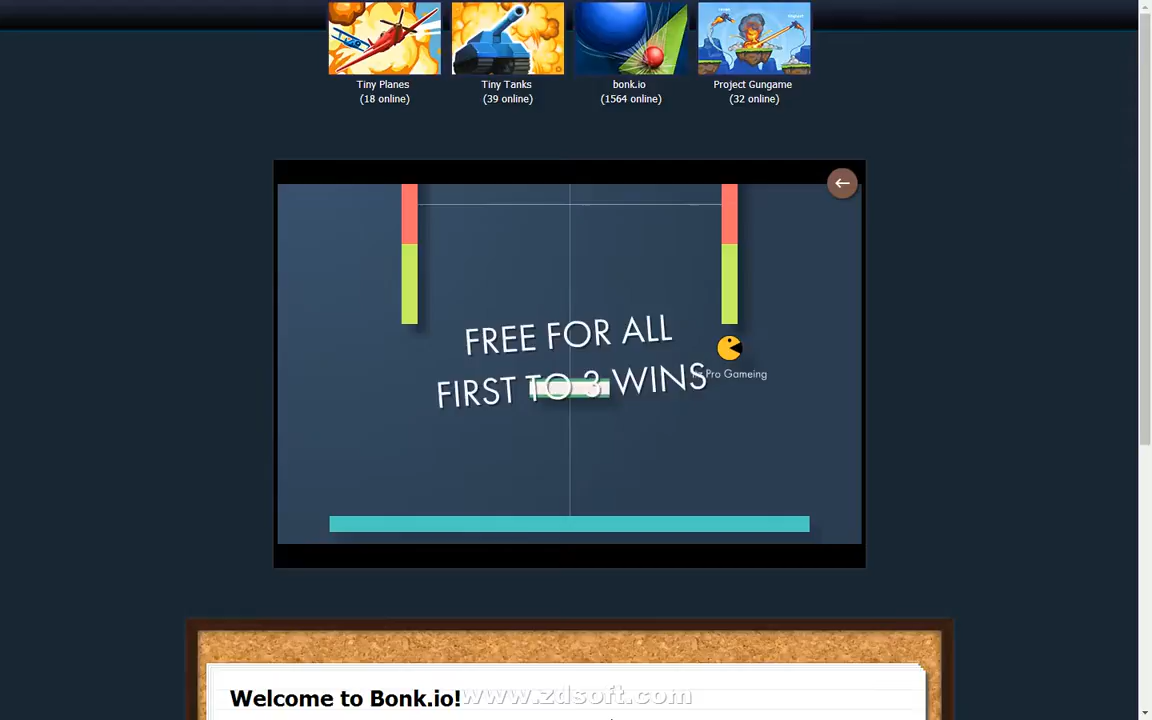 Tiny Planes
(18 online)
Tiny Tanks
(39 online)
bonk.io
(1564 online)
Project Gungame
(32 online)
FREE FOR ALL
FIRST TO 3 WINS
Pro Gameing
Welcome to Bonk.io!
www.zdsoft.com